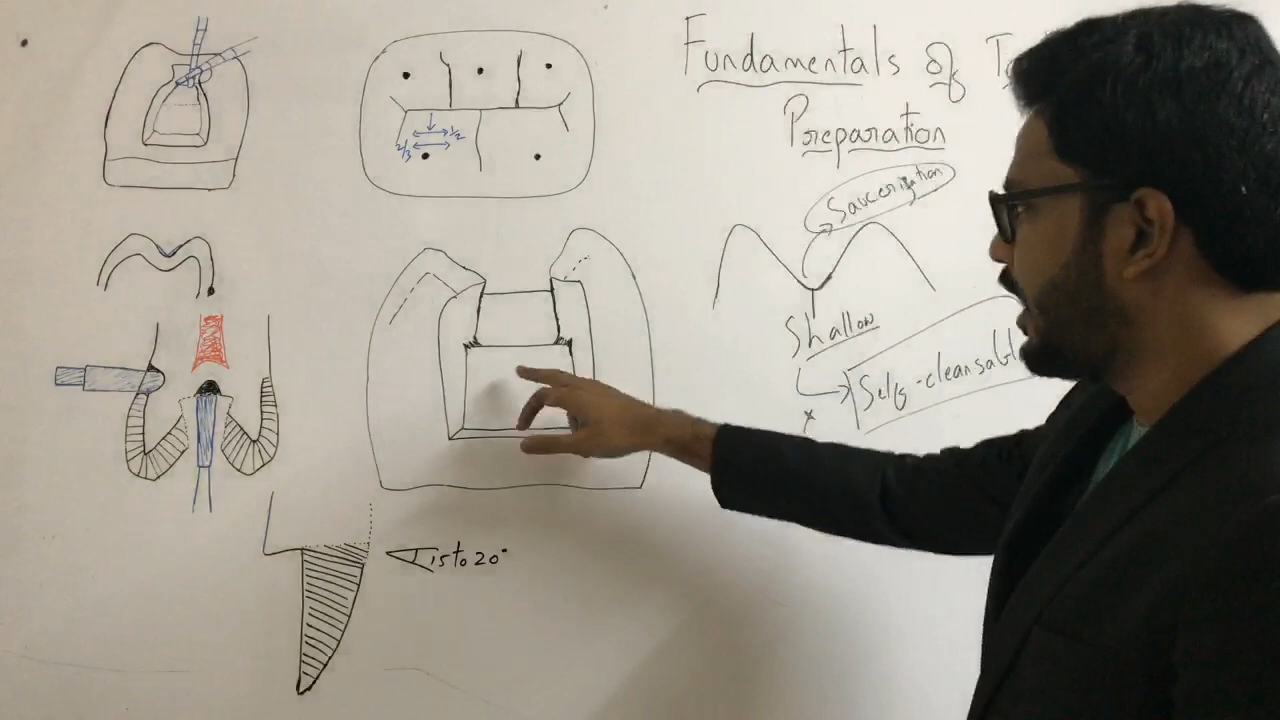 Fundamentals of
Preparation
Saucerization
Shallow
Self-cleansable
x
1/2
2/3
15 to 20°